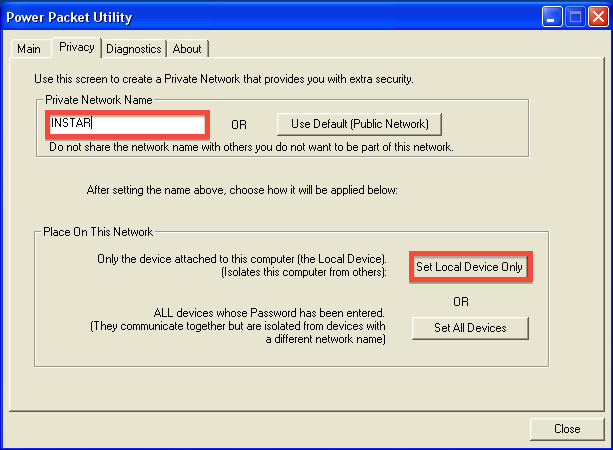 Power Packet Utility
Main Privacy Diagnostics About
Use this screen to create a Private Network that provides you with extra security.
Private Network Name
INSTAR OR Use Default (Public Network)
Do not share the network name with others you do not want to be part of this network.
After setting the name above, choose how it will be applied below:
Place On This Network
Only the device attached to this computer (the Local Device).
(Isolates this computer from others):
Set Local Device Only
OR
ALL devices whose Password has been entered.
(They communicate together but are isolated from devices with
a different network name)
Set All Devices
Close